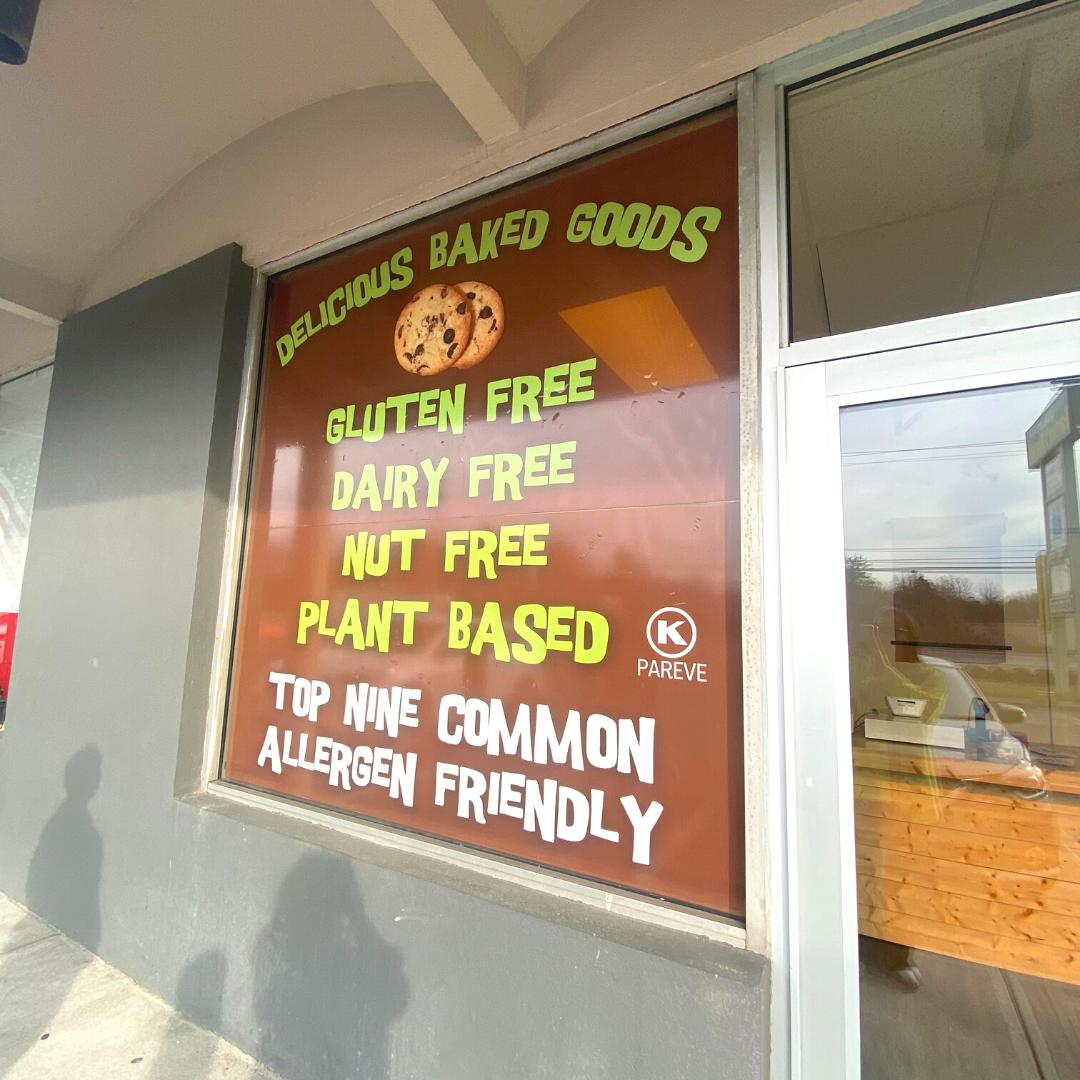 DELICIOUS BAKED GOODS
GLUTEN FREE
DAIRY FREE
NUT FREE
PLANT BASED
K
PAREVE
TOP NINE COMMON
ALLERGEN FRIENDLY